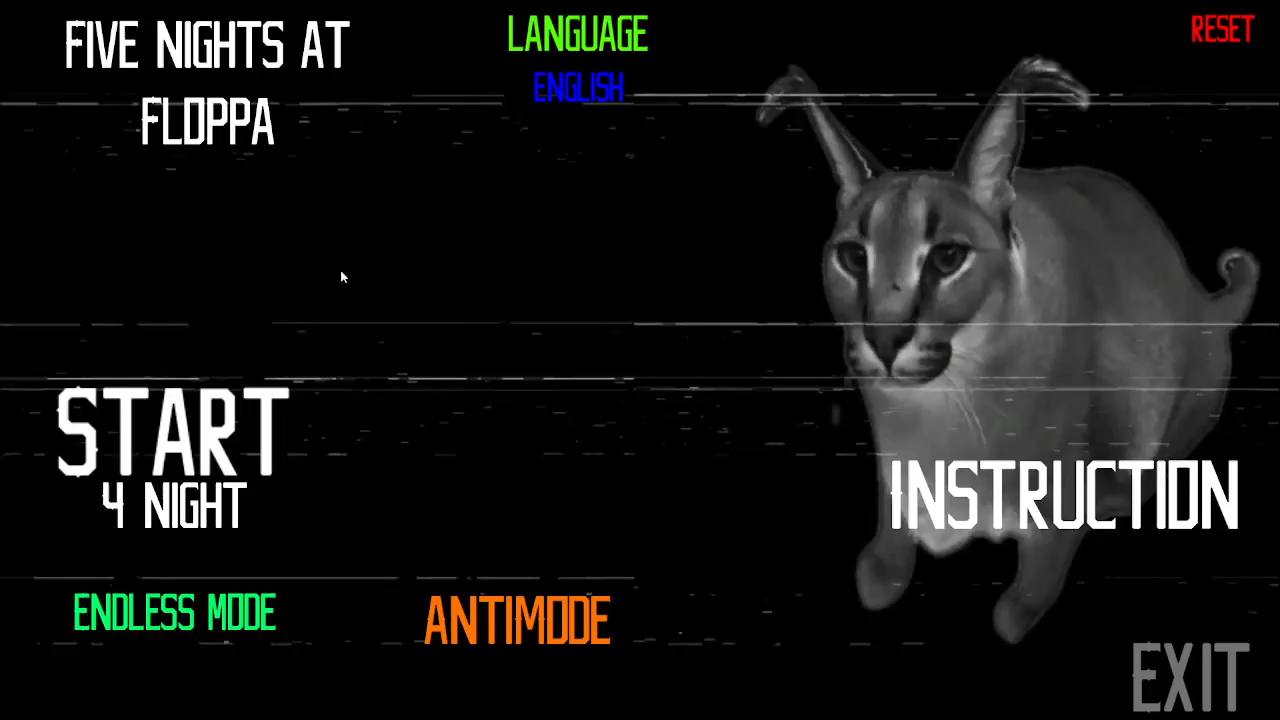 FIVE NIGHTS AT
FLOPPA
LANGUAGE
ENGLISH
RESET
START
4 NIGHT
INSTRUCTION
ENDLESS MODE
ANTIMODE
EXIT